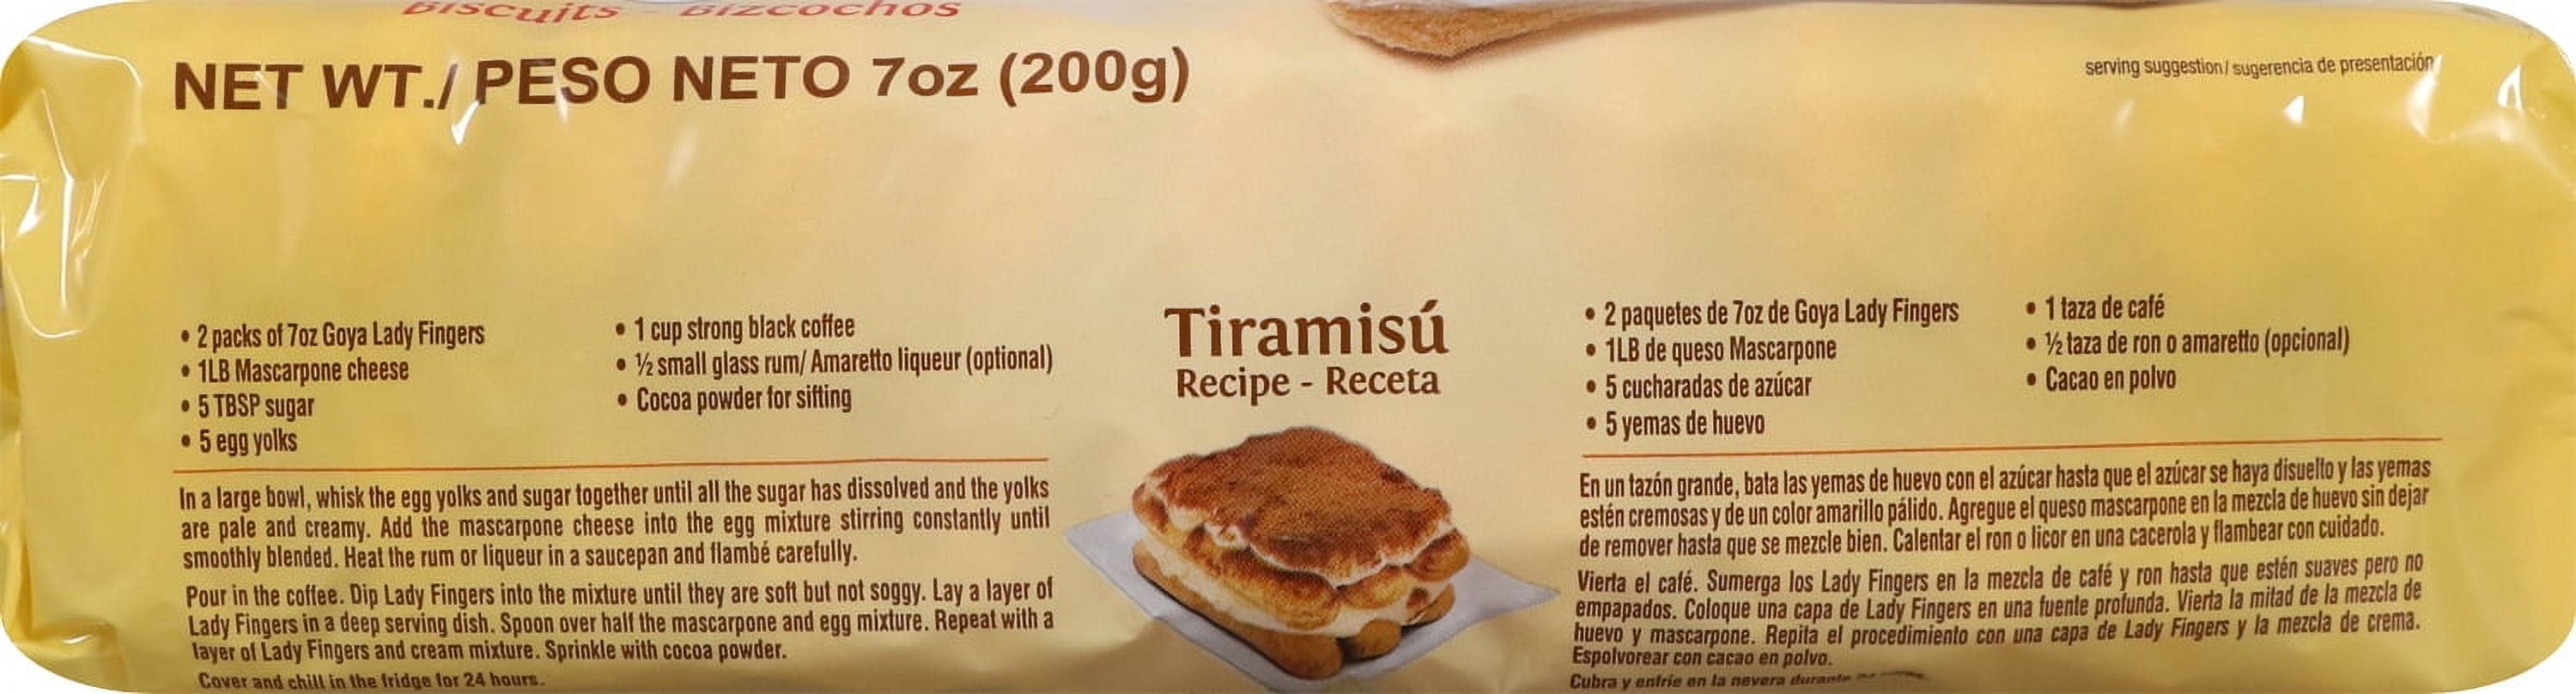 Biscuits - Bizcochos
NET WT./ PESO NETO 7oz (200g)
serving suggestion/ sugerencia de presentación
• 2 packs of 7oz Goya Lady Fingers
• 1LB Mascarpone cheese
• 5 TBSP sugar
• 5 egg yolks
• 1 cup strong black coffee
• ½ small glass rum/ Amaretto liqueur (optional)
• Cocoa powder for sifting
In a large bowl, whisk the egg yolks and sugar together until all the sugar has dissolved and the yolks
are pale and creamy. Add the mascarpone cheese into the egg mixture stirring constantly until
smoothly blended. Heat the rum or liqueur in a saucepan and flambé carefully.
Pour in the coffee. Dip Lady Fingers into the mixture until they are soft but not soggy. Lay a layer of
Lady Fingers in a deep serving dish. Spoon over half the mascarpone and egg mixture. Repeat with a
layer of Lady Fingers and cream mixture. Sprinkle with cocoa powder.
Cover and chill in the fridge for 24 hours.
Tiramisú
Recipe - Receta
• 2 paquetes de 7oz de Goya Lady Fingers
• 1LB de queso Mascarpone
• 5 cucharadas de azúcar
• 5 yemas de huevo
• 1 taza de café
• ½ taza de ron o amaretto (opcional)
• Cacao en polvo
En un tazón grande, bata las yemas de huevo con el azúcar hasta que el azúcar se haya disuelto y las yemas
estén cremosas y de un color amarillo pálido. Agregue el queso mascarpone en la mezcla de huevo sin dejar
de remover hasta que se mezcle bien. Calentar el ron o licor en una cacerola y flambear con cuidado.
Vierta el café. Sumerga los Lady Fingers en la mezcla de café y ron hasta que estén suaves pero no
empapados. Coloque una capa de Lady Fingers en una fuente profunda. Vierta la mitad de la mezcla de
huevo y mascarpone. Repita el procedimiento con una capa de Lady Fingers y la mezcla de crema.
Espolvorear con cacao en polvo.
Cubra y enfríe en la nevera durante